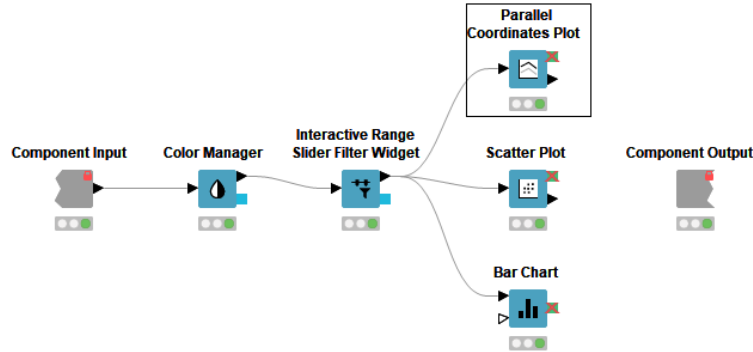 Parallel
Coordinates Plot
Component Input
Color Manager
Interactive Range
Slider Filter Widget
Scatter Plot
Component Output
Bar Chart